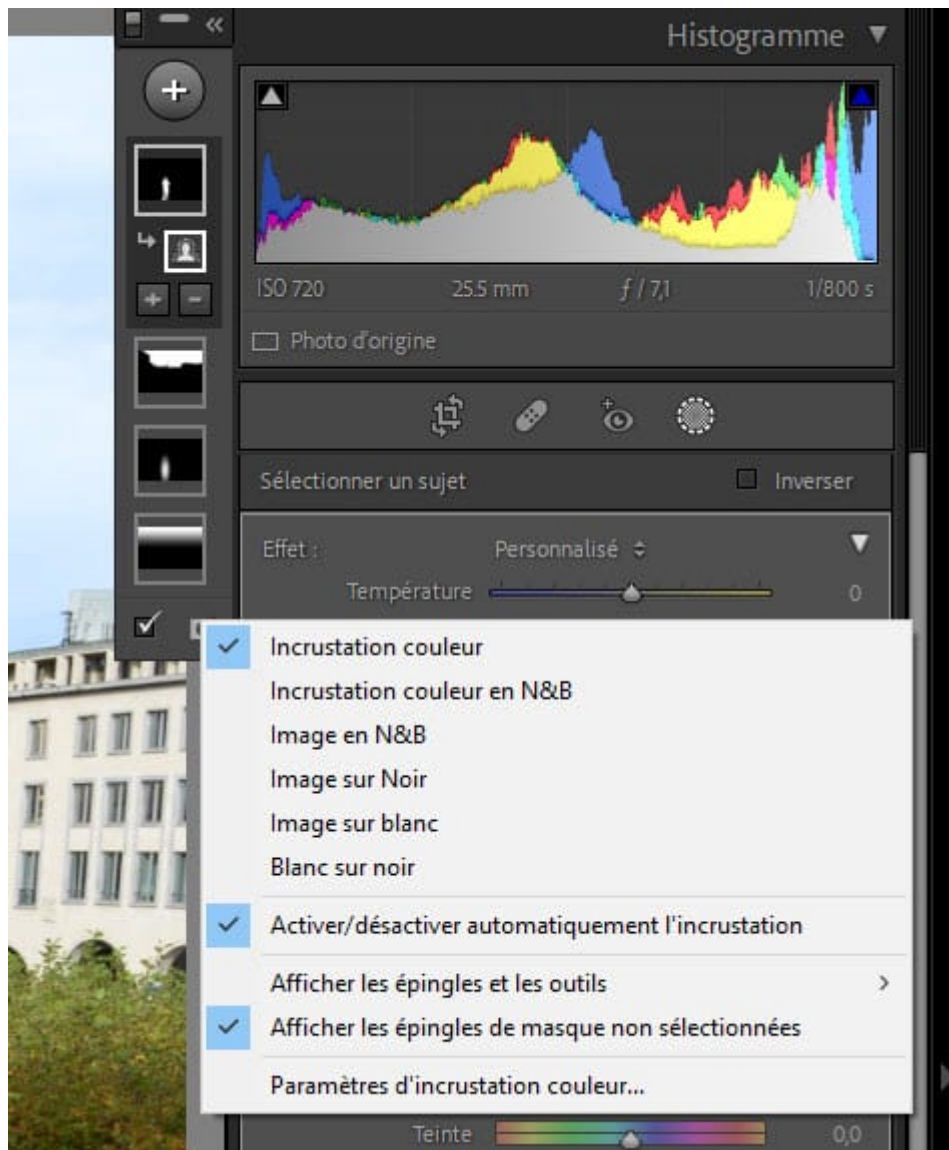 Histogramme
ISO 720 25.5 mm ƒ / 7,1 1/800 s
Photo d'origine
Sélectionner un sujet Inverser
Effet : Personnalisé
Température 0
Incrustation couleur
Incrustation couleur en N&B
Image en N&B
Image sur Noir
Image sur blanc
Blanc sur noir
Activer/désactiver automatiquement l'incrustation
Afficher les épingles et les outils
Afficher les épingles de masque non sélectionnées
Paramètres d'incrustation couleur...
Teinte 0,0